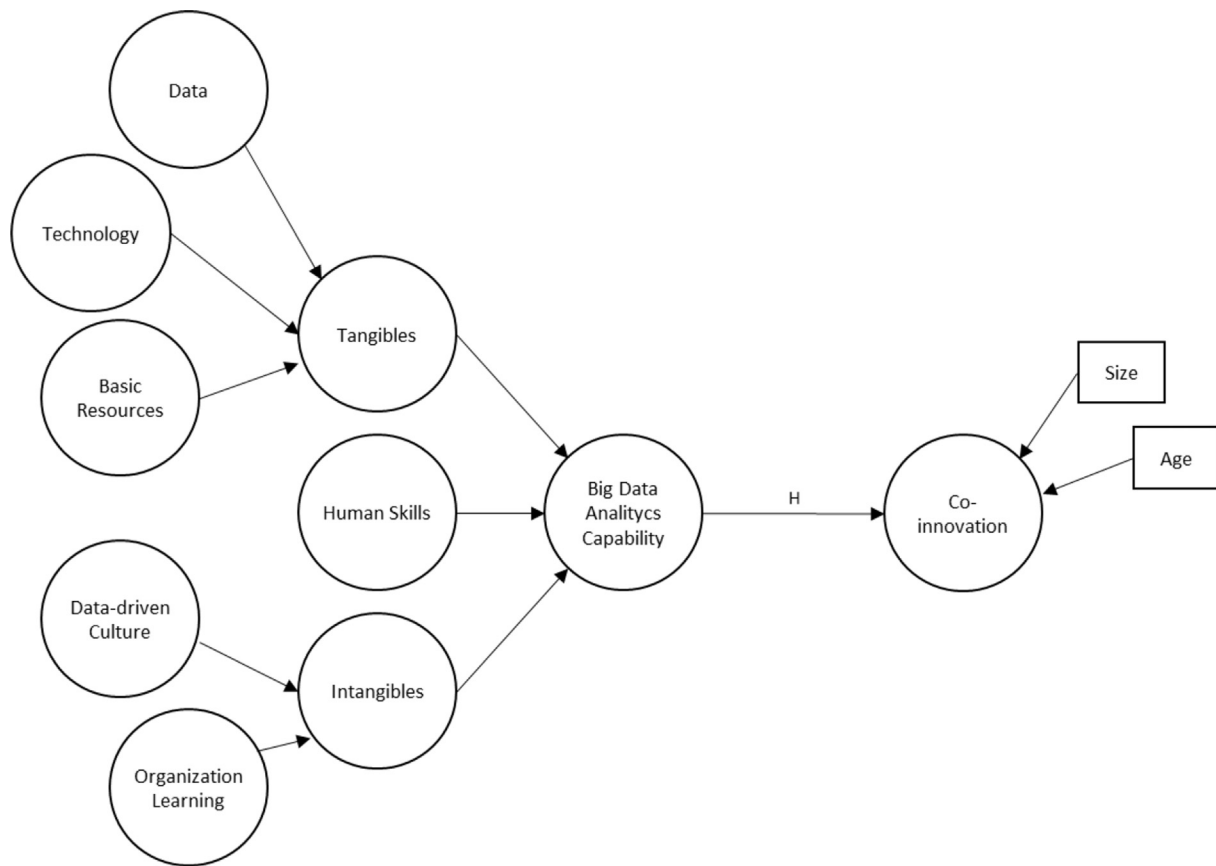 Data
Technology
Tangibles
Basic
Resources
Size
Age
Human Skills
Big Data
Analitycs
Capability
H
Co-
innovation
Data-driven
Culture
Intangibles
Organization
Learning